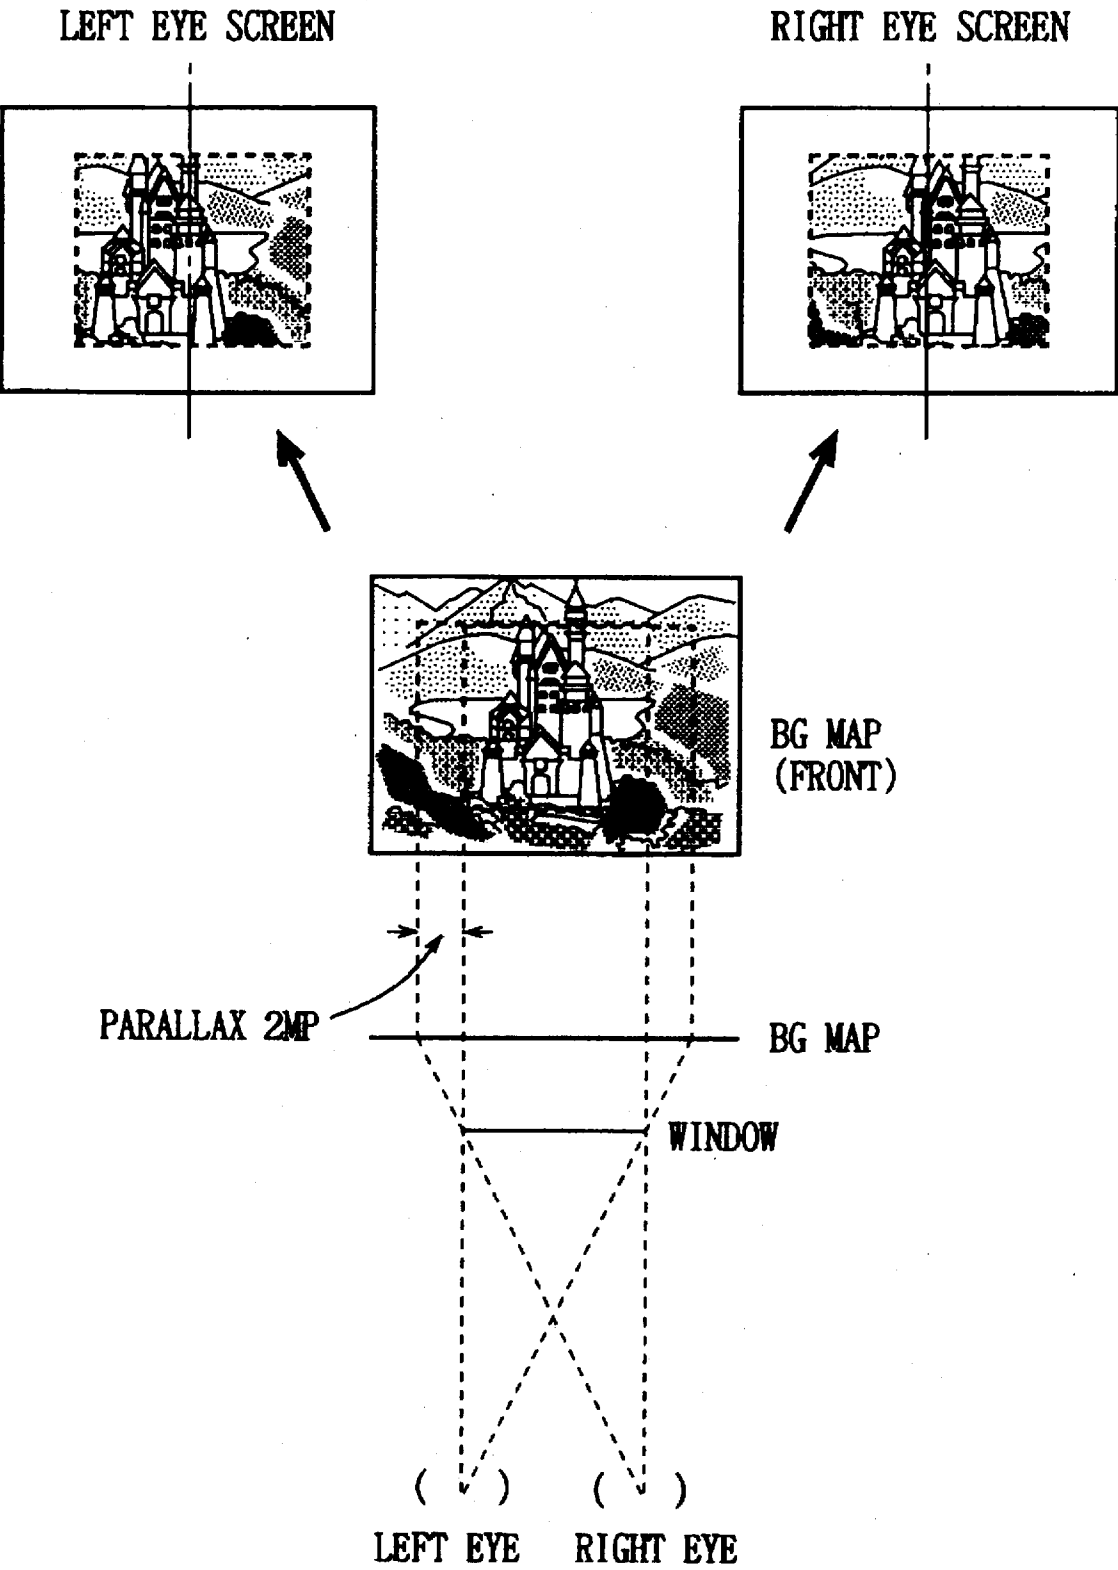 LEFT EYE SCREEN
RIGHT EYE SCREEN
BG MAP
(FRONT)
PARALLAX 2MP
BG MAP
WINDOW
LEFT EYE
RIGHT EYE